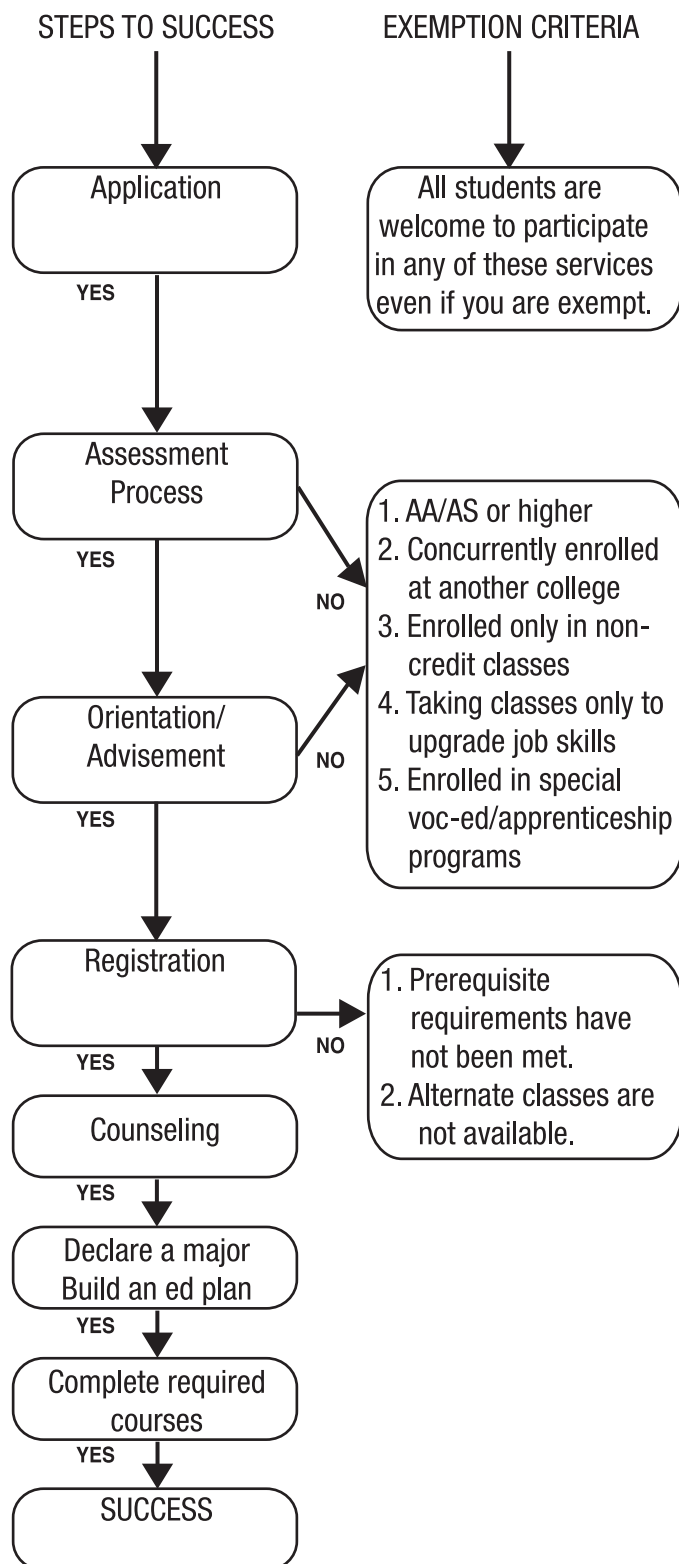 STEPS TO SUCCESS
EXEMPTION CRITERIA
Application
All students are
welcome to participate
in any of these services
even if you are exempt.
YES
Assessment
Process
YES
NO
1. AA/AS or higher
2. Concurrently enrolled
at another college
3. Enrolled only in non-
credit classes
4. Taking classes only to
upgrade job skills
5. Enrolled in special
voc-ed/apprenticeship
programs
Orientation/
Advisement
NO
YES
Registration
NO
1. Prerequisite
requirements have
not been met.
2. Alternate classes are
not available.
YES
Counseling
YES
Declare a major
Build an ed plan
YES
Complete required
courses
YES
SUCCESS